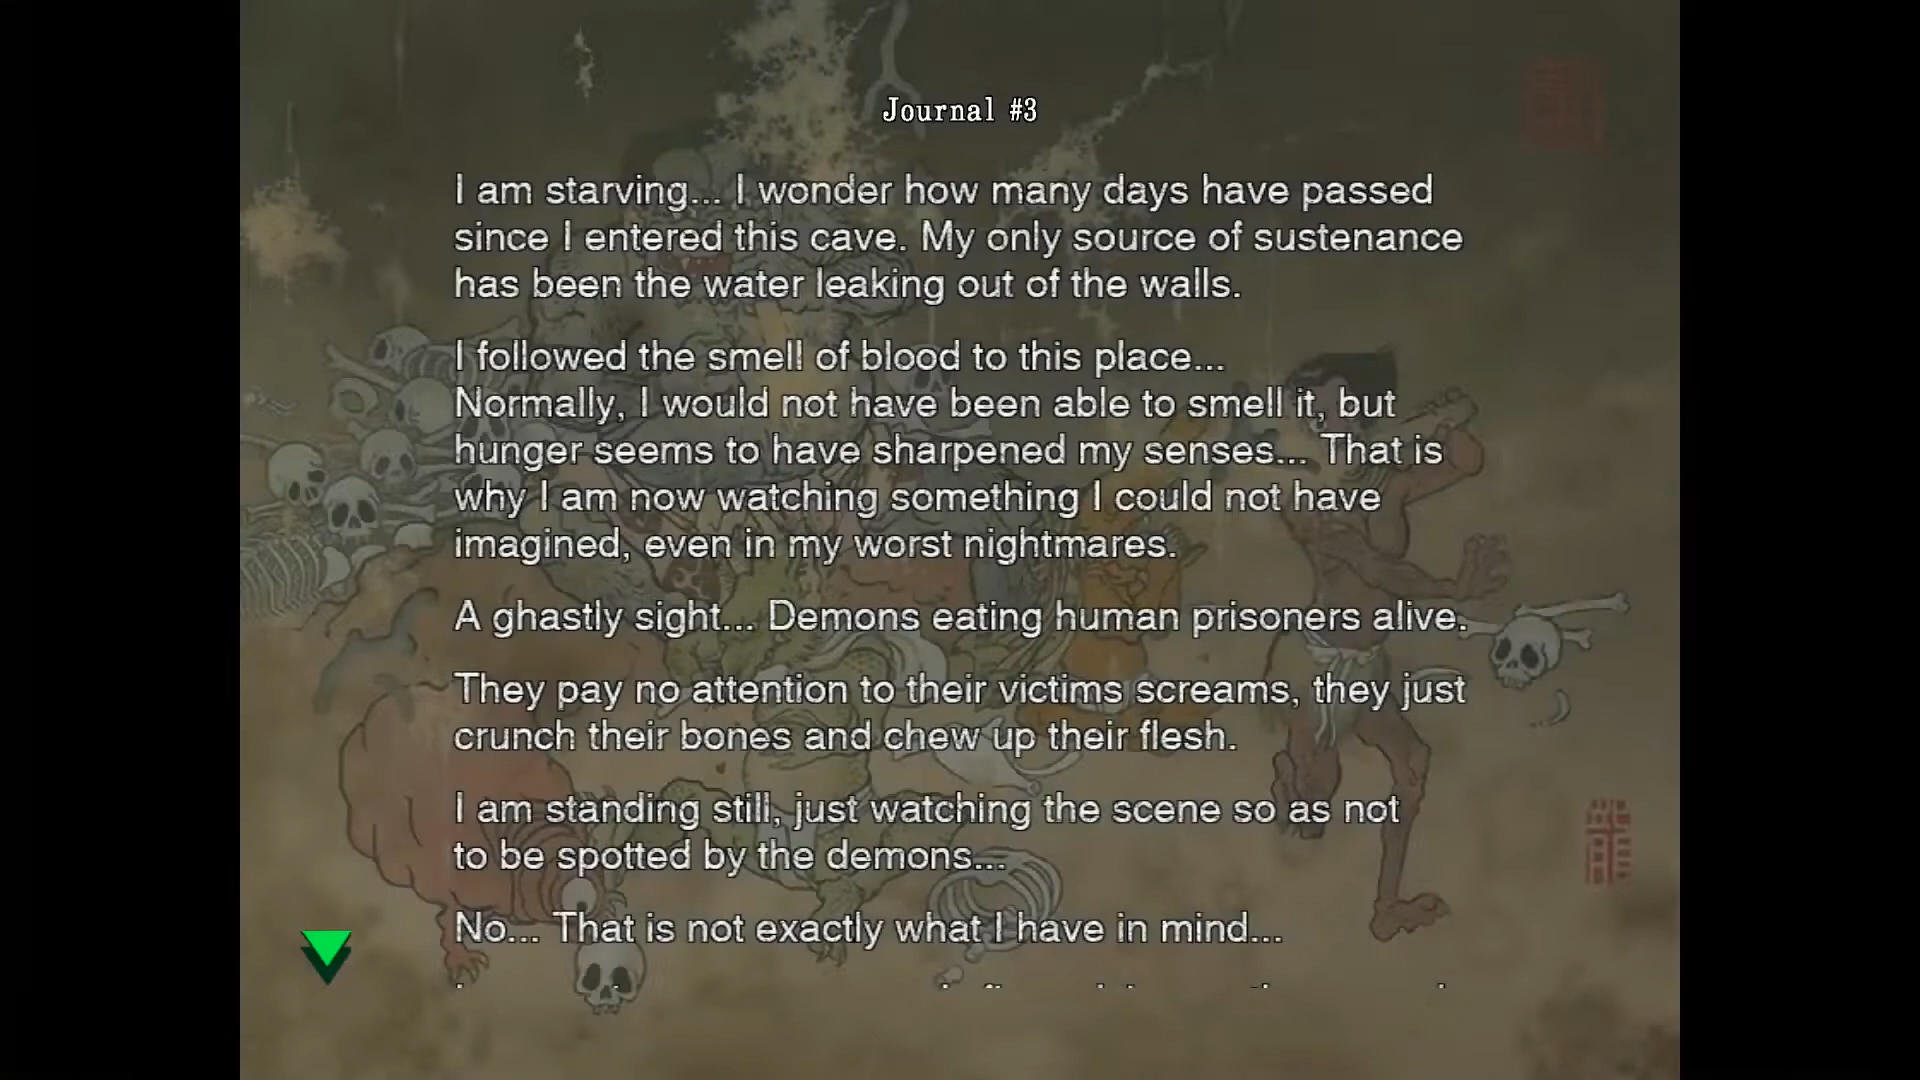 Journal #3
I am starving... I wonder how many days have passed
since I entered this cave. My only source of sustenance
has been the water leaking out of the walls.
I followed the smell of blood to this place...
Normally, I would not have been able to smell it, but
hunger seems to have sharpened my senses... That is
why I am now watching something I could not have
imagined, even in my worst nightmares.
A ghastly sight... Demons eating human prisoners alive.
They pay no attention to their victims screams, they just
crunch their bones and chew up their flesh.
I am standing still, just watching the scene so as not
to be spotted by the demons...
No... That is not exactly what I have in mind...